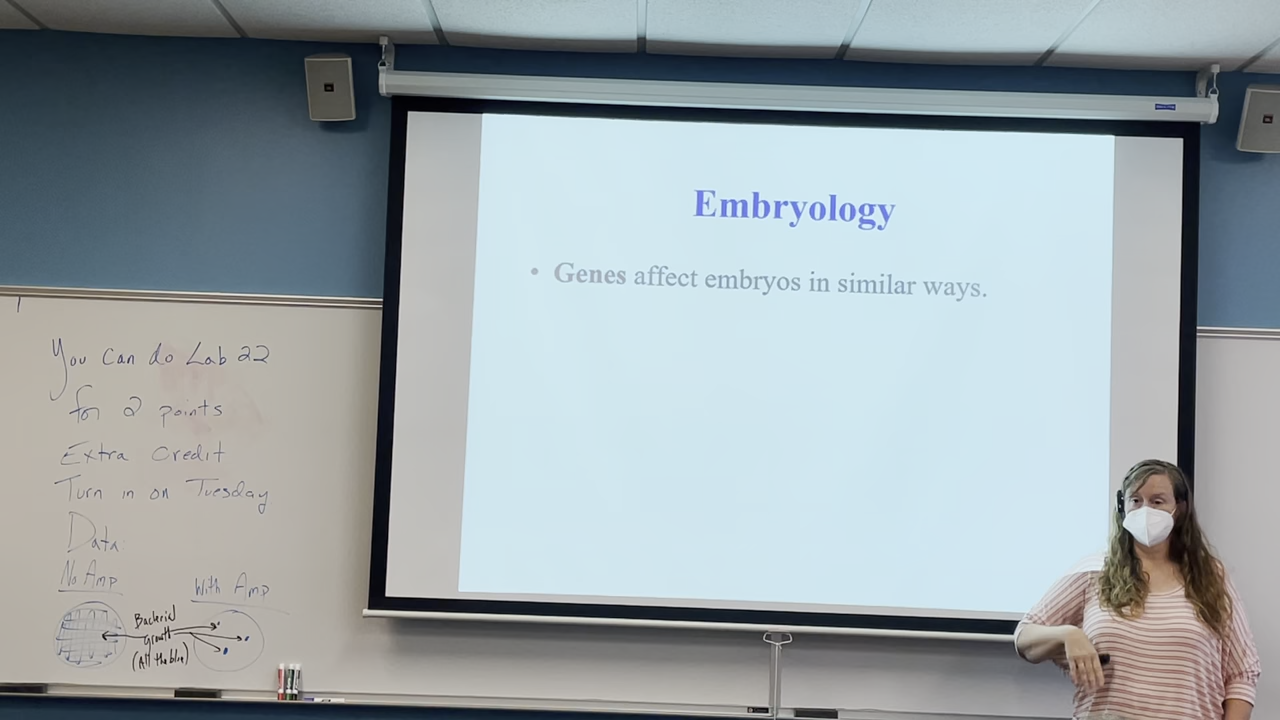 Embryology
• Genes affect embryos in similar ways.
You Can do Lab 22
for 2 points
Extra Credit
Turn in on Tuesday
Data:
No Amp
With Amp
Bacterial
growth
(All the blue)